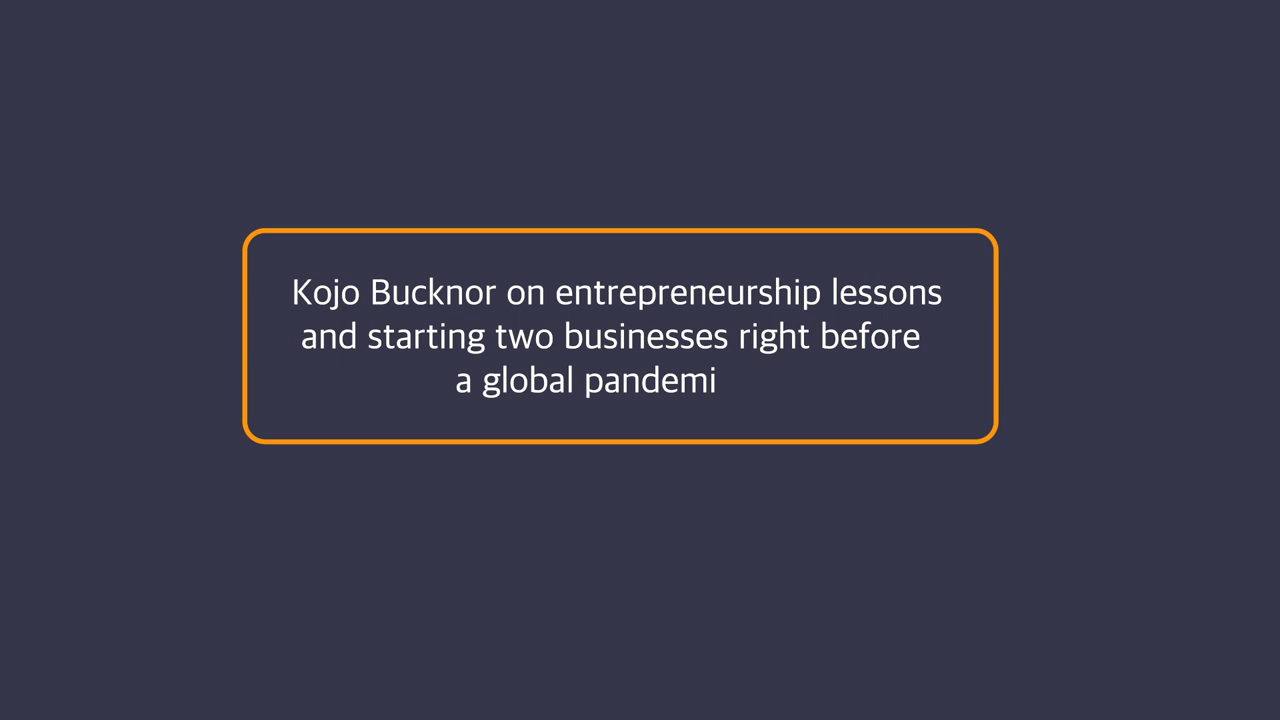 Kojo Bucknor on entrepreneurship lessons
and starting two businesses right before
a global pandemi